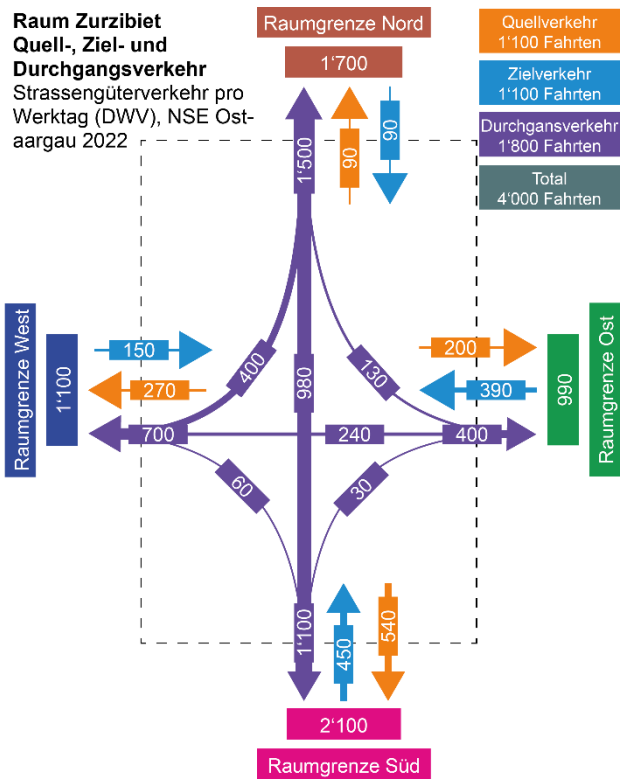 Raum Zurzibiet
Quell-, Ziel- und
Durchgangsverkehr
Strassengüterverkehr pro
Werktag (DWV), NSE Ost-
aargau 2022
Raumgrenze Nord
1'700
Quellverkehr
1'100 Fahrten
Zielverkehr
1'100 Fahrten
Durchgansverkehr
1'800 Fahrten
Total
4'000 Fahrten
1'500
90
90
Raumgrenze West
1'100
150
270
700
400
980
130
240
400
200
390
990
Raumgrenze Ost
60
30
1'100
450
540
2'100
Raumgrenze Süd